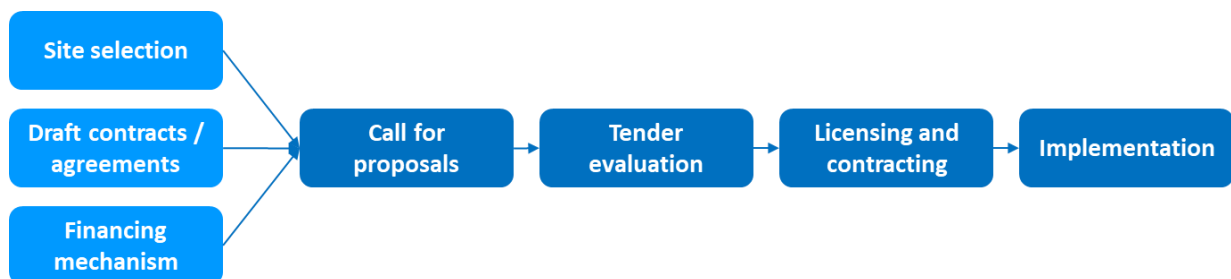 Site selection
Draft contracts /
agreements
Financing
mechanism
Call for
proposals
Tender
evaluation
Licensing and
contracting
Implementation